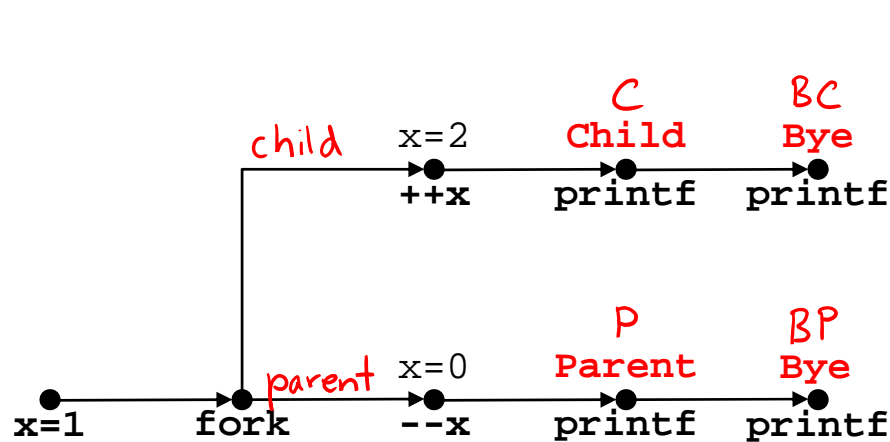 C BC
child x=2 Child Bye
++x printf printf
P BP
parent x=0 Parent Bye
x=1 fork --x printf printf